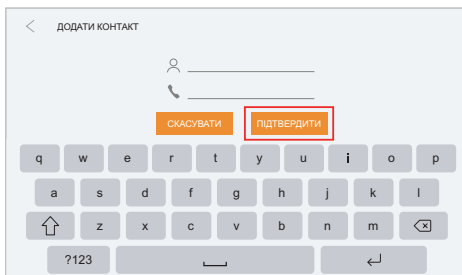 ДОДАТИ КОНТАКТ
СКАСУВАТИ ПІДТВЕРДИТИ
q w e r t y u i o p
a s d f g h j k l
z x c v b n m
?123